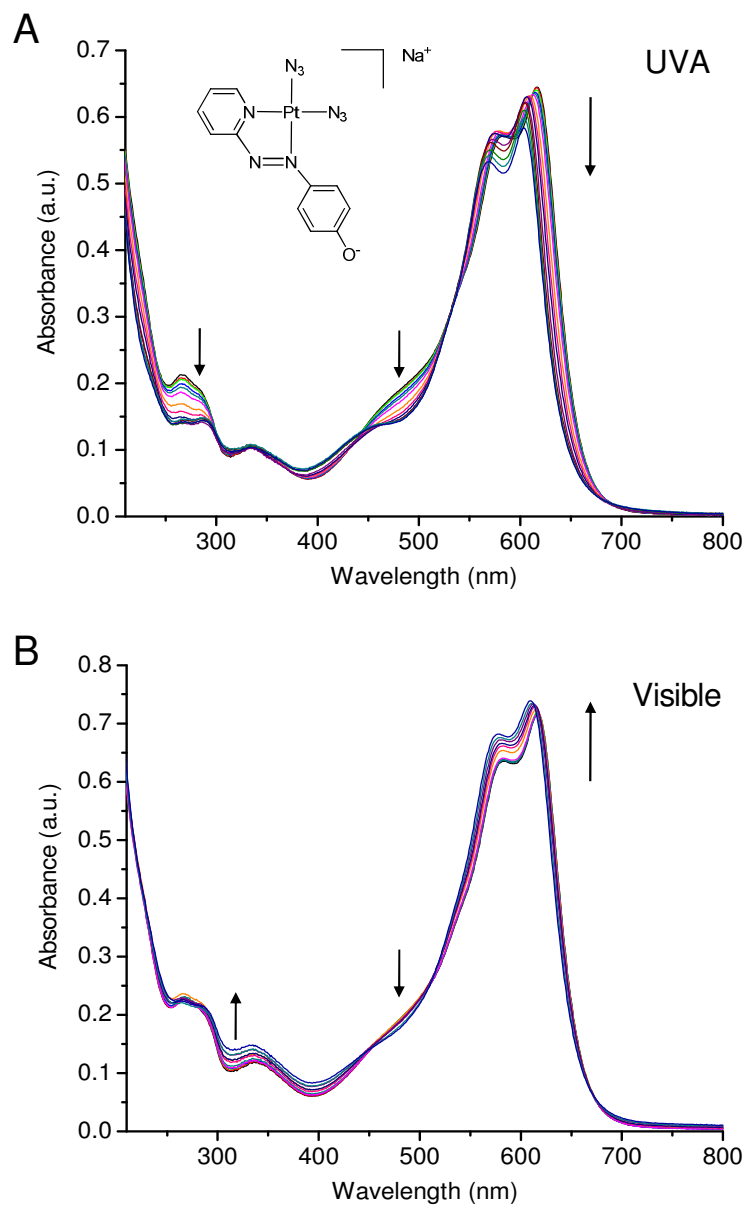 A
UVA
Na+
N3
N
Pt
N3
N
N
O-
0.7
0.6
0.5
0.4
0.3
0.2
0.1
0.0
Absorbance (a.u.)
300 400 500 600 700 800
Wavelength (nm)
B
Visible
0.8
0.7
0.6
0.5
0.4
0.3
0.2
0.1
0.0
Absorbance (a.u.)
300 400 500 600 700 800
Wavelength (nm)